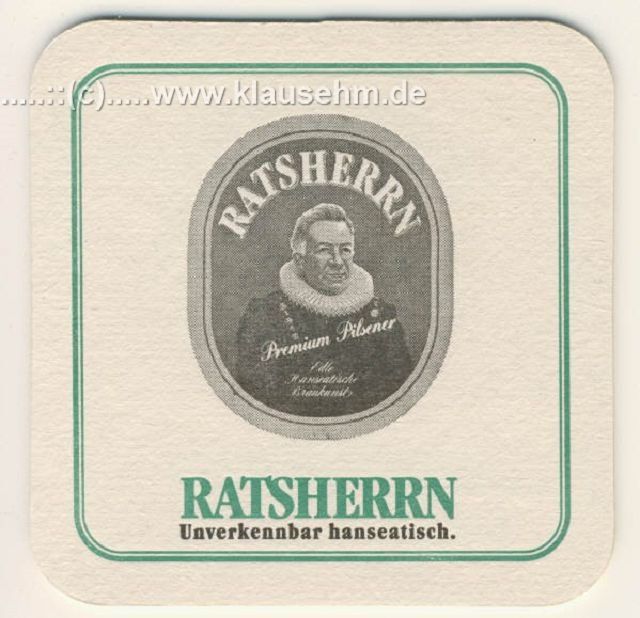 .....::(c).....www.klausehm.de
RATSHERRN
Premium Pilsener
Edle
Hanseatische
Braukunst
RATSHERRN
Unverkennbar hanseatisch.